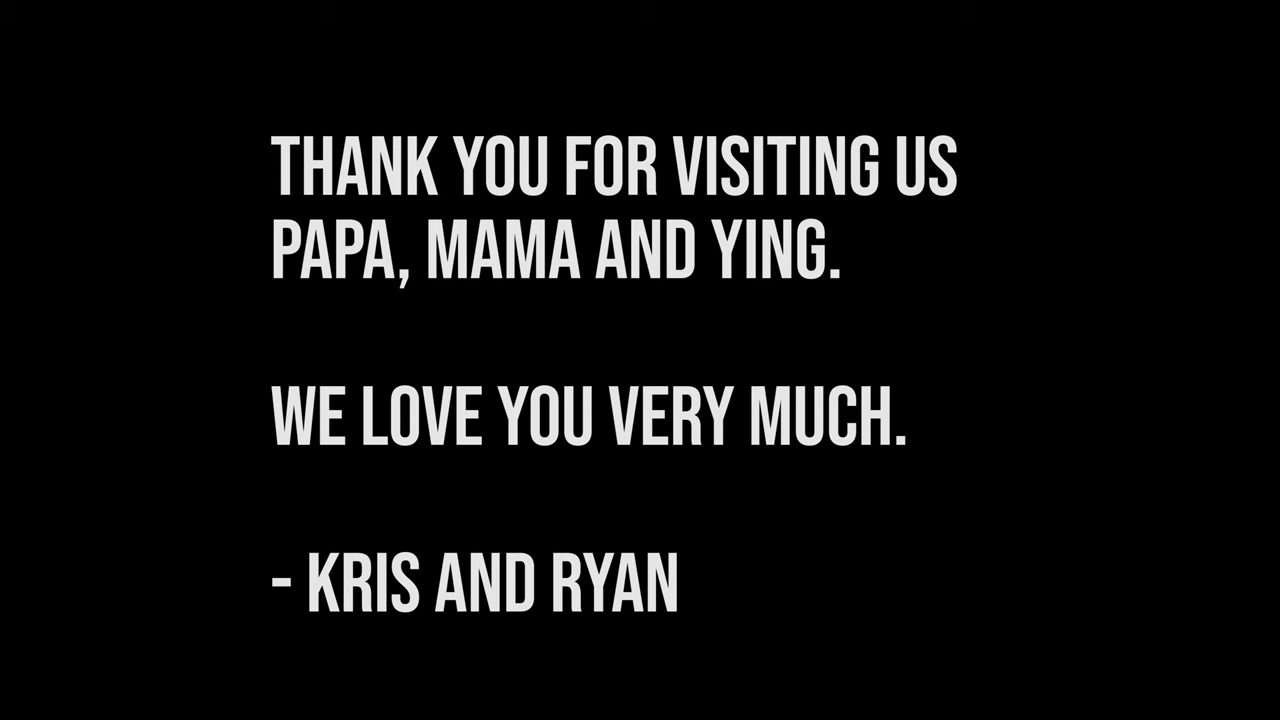 THANK YOU FOR VISITING US
PAPA, MAMA AND YING.
WE LOVE YOU VERY MUCH.
- KRIS AND RYAN